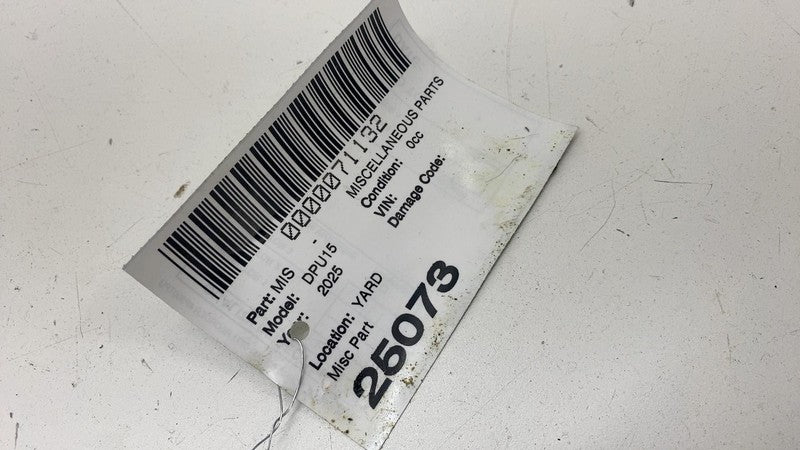 0000071132
Part: MIS - MISCELLANEOUS PARTS
Model: DPU15 Condition: 0cc
2025 VIN:
Damage Code:
Location: YARD
Misc Part
25073